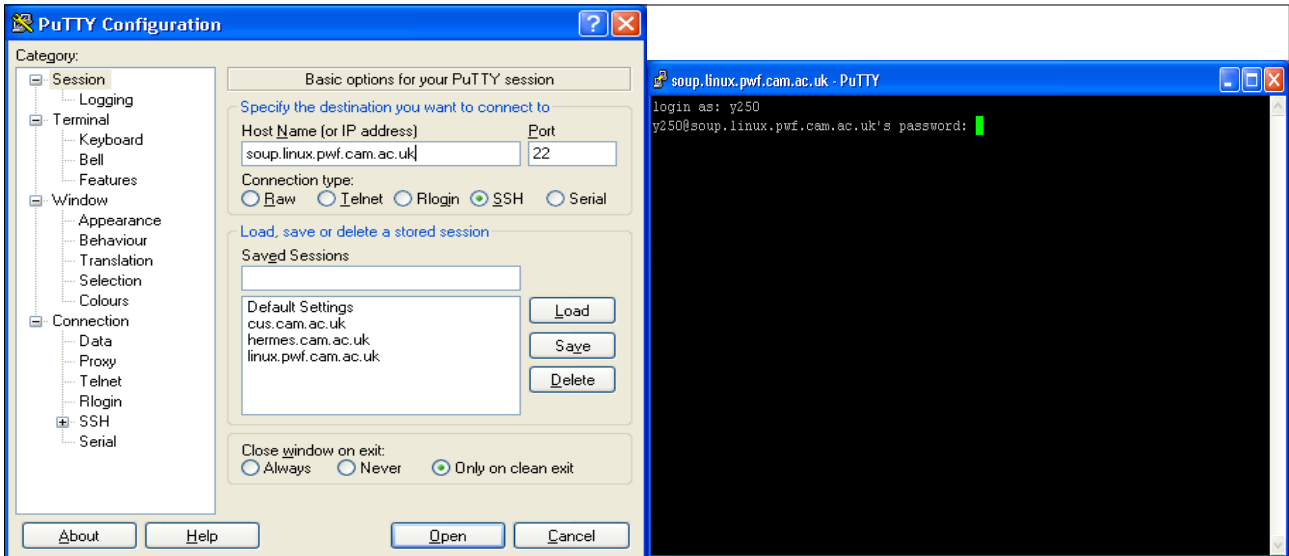 PuTTY Configuration
Category:
Session
Logging
Terminal
Keyboard
Bell
Features
Window
Appearance
Behaviour
Translation
Selection
Colours
Connection
Data
Proxy
Telnet
Rlogin
SSH
Serial
Basic options for your PuTTY session
Specify the destination you want to connect to
Host Name (or IP address) Port
soup.linux.pwf.cam.ac.uk 22
Connection type:
Raw Telnet Rlogin SSH Serial
Load, save or delete a stored session
Saved Sessions
Default Settings
cus.cam.ac.uk
hermes.cam.ac.uk
linux.pwf.cam.ac.uk
Load
Save
Delete
Close window on exit:
Always Never Only on clean exit
About Help Open Cancel
soup.linux.pwf.cam.ac.uk - PuTTY
login as: y250
y250@soup.linux.pwf.cam.ac.uk's password: